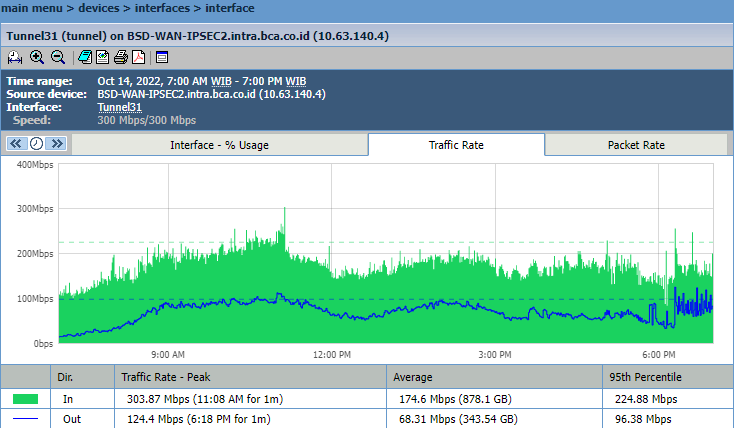 main menu > devices > interfaces > interface
Tunnel31 (tunnel) on BSD-WAN-IPSEC2.intra.bca.co.id (10.63.140.4)
Time range: Oct 14, 2022, 7:00 AM WIB - 7:00 PM WIB
Source device: BSD-WAN-IPSEC2.intra.bca.co.id (10.63.140.4)
Interface: Tunnel31
Speed: 300 Mbps/300 Mbps
Interface - % Usage Traffic Rate Packet Rate
400Mbps
300Mbps
200Mbps
100Mbps
0bps
9:00 AM 12:00 PM 3:00 PM 6:00 PM
Dir. Traffic Rate - Peak Average 95th Percentile
In 303.87 Mbps (11:08 AM for 1m) 174.6 Mbps (878.1 GB) 224.88 Mbps
Out 124.4 Mbps (6:18 PM for 1m) 68.31 Mbps (343.54 GB) 96.38 Mbps